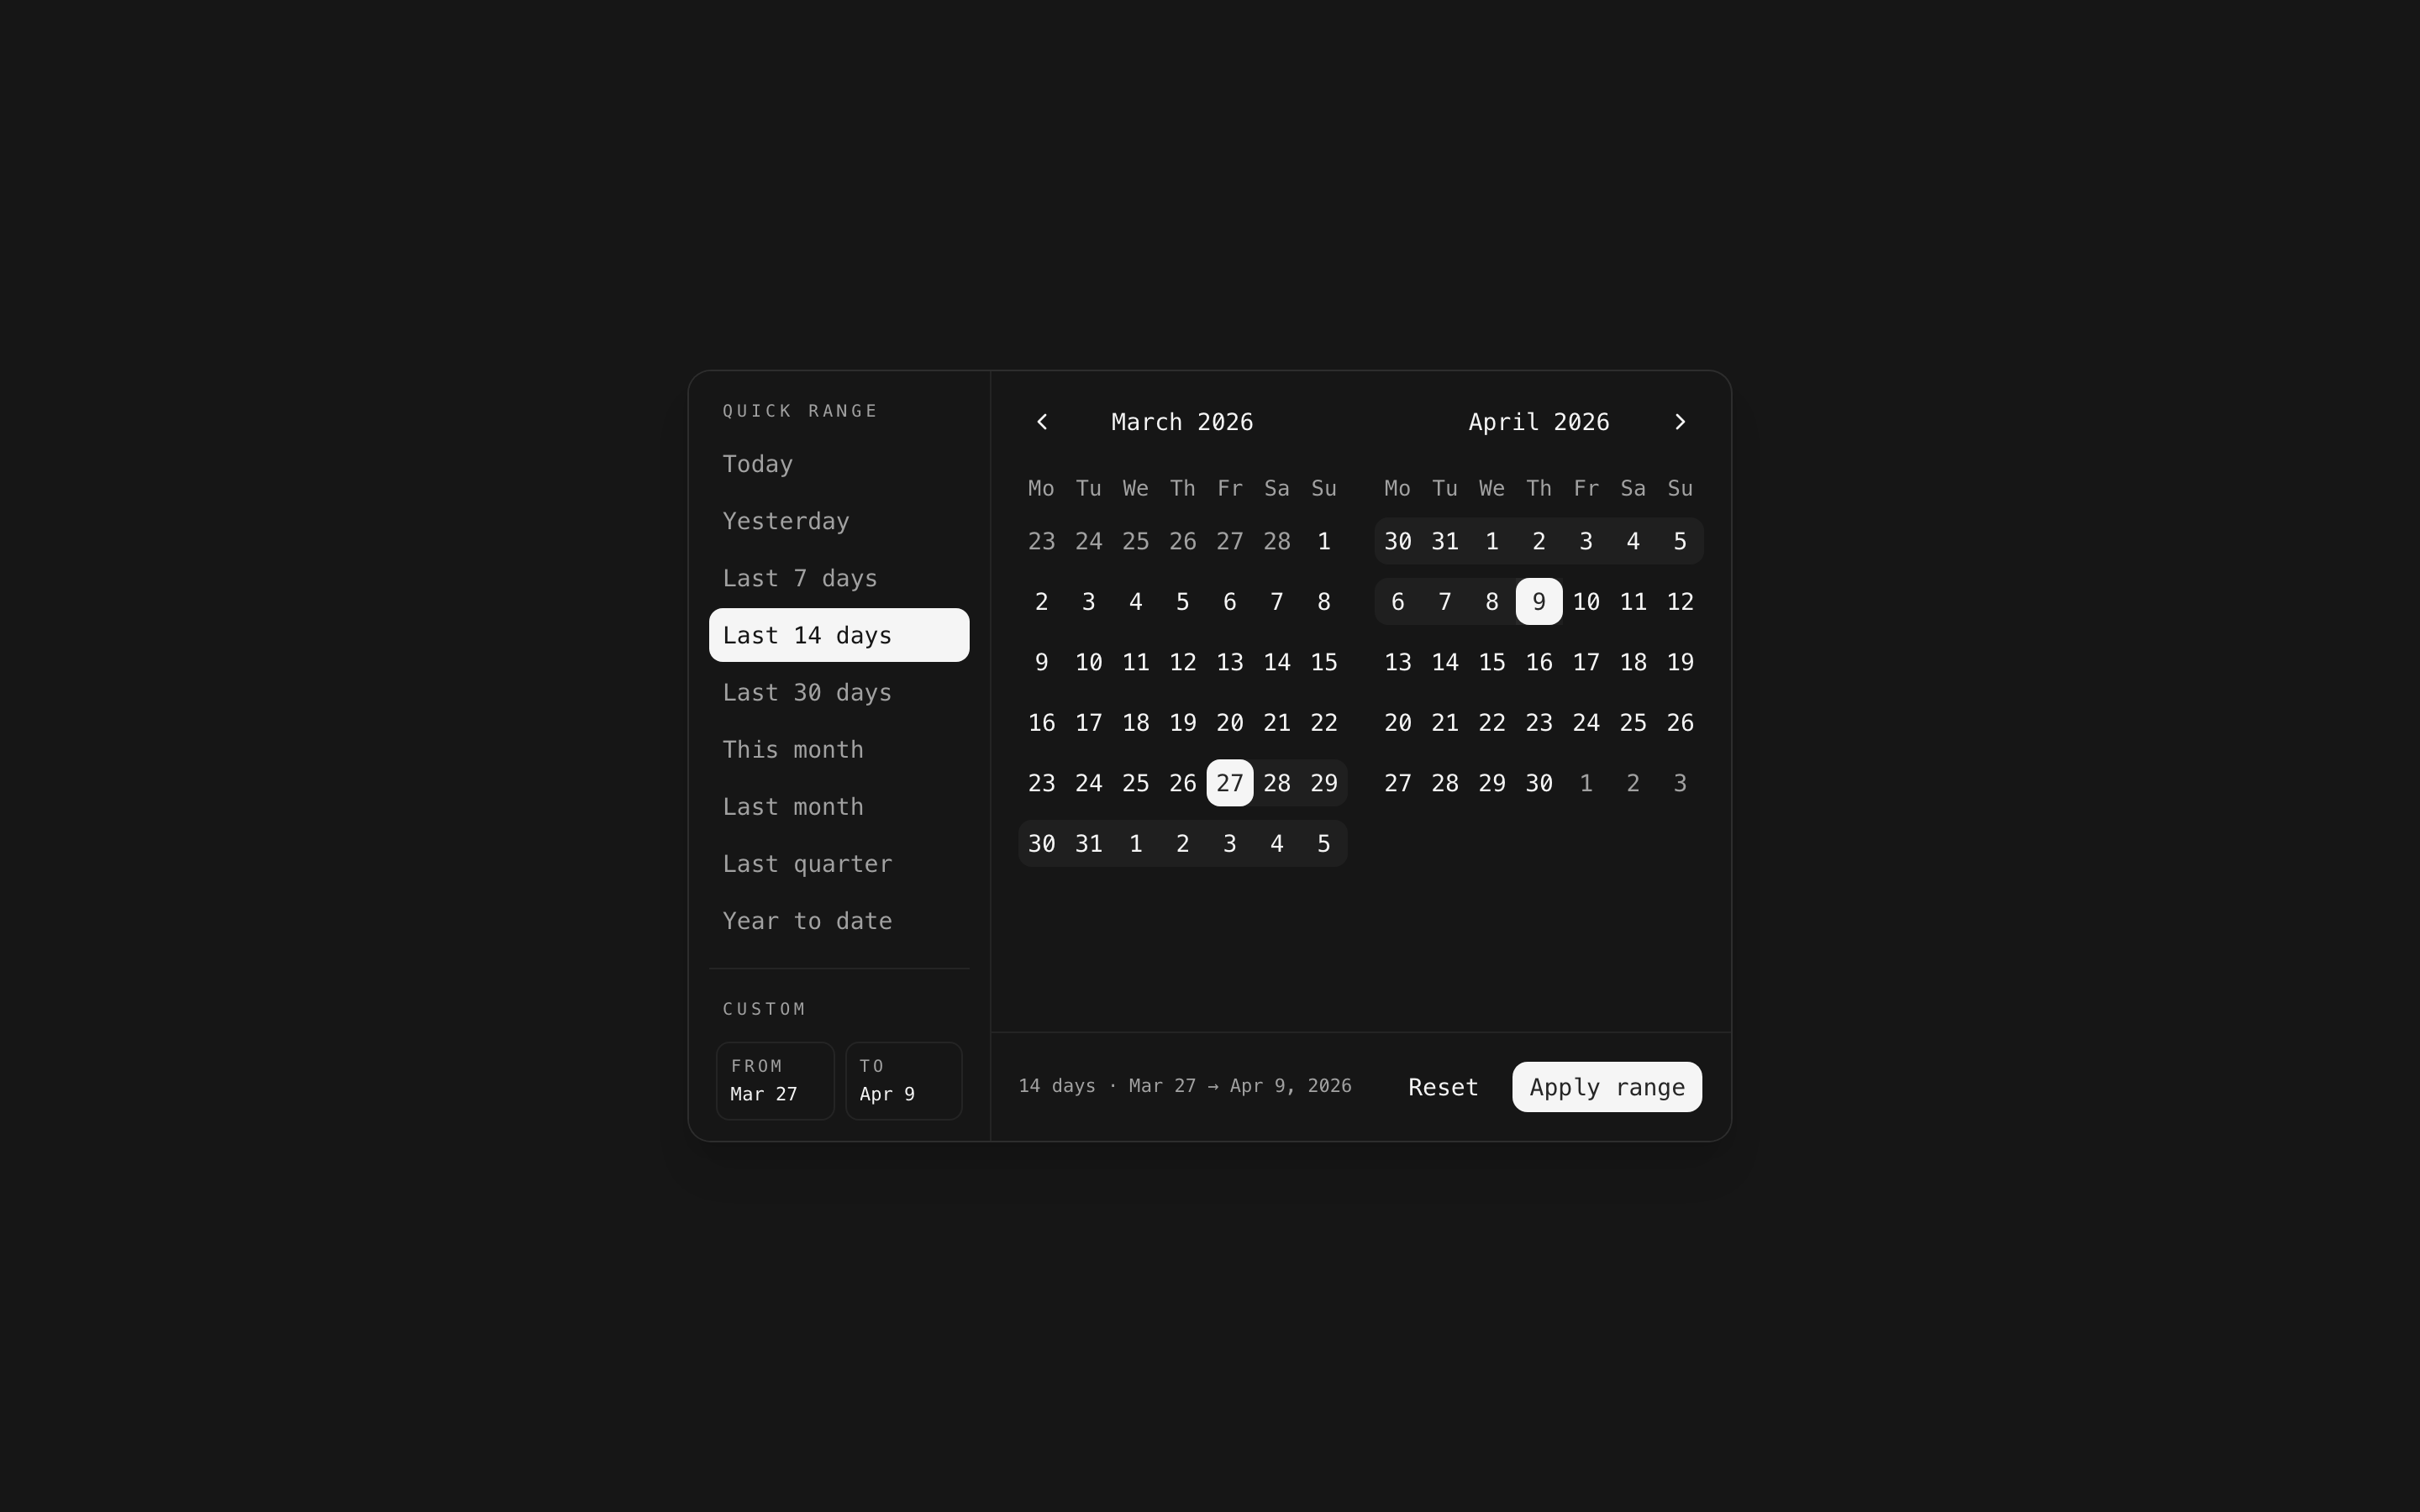 QUICK RANGE
Today
Yesterday
Last 7 days
Last 14 days
Last 30 days
This month
Last month
Last quarter
Year to date
CUSTOM
FROM
Mar 27
TO
Apr 9
March 2026
Mo Tu We Th Fr Sa Su
23 24 25 26 27 28 1
2 3 4 5 6 7 8
9 10 11 12 13 14 15
16 17 18 19 20 21 22
23 24 25 26 27 28 29
30 31 1 2 3 4 5
April 2026
Mo Tu We Th Fr Sa Su
30 31 1 2 3 4 5
6 7 8 9 10 11 12
13 14 15 16 17 18 19
20 21 22 23 24 25 26
27 28 29 30 1 2 3
14 days · Mar 27 → Apr 9, 2026
Reset
Apply range